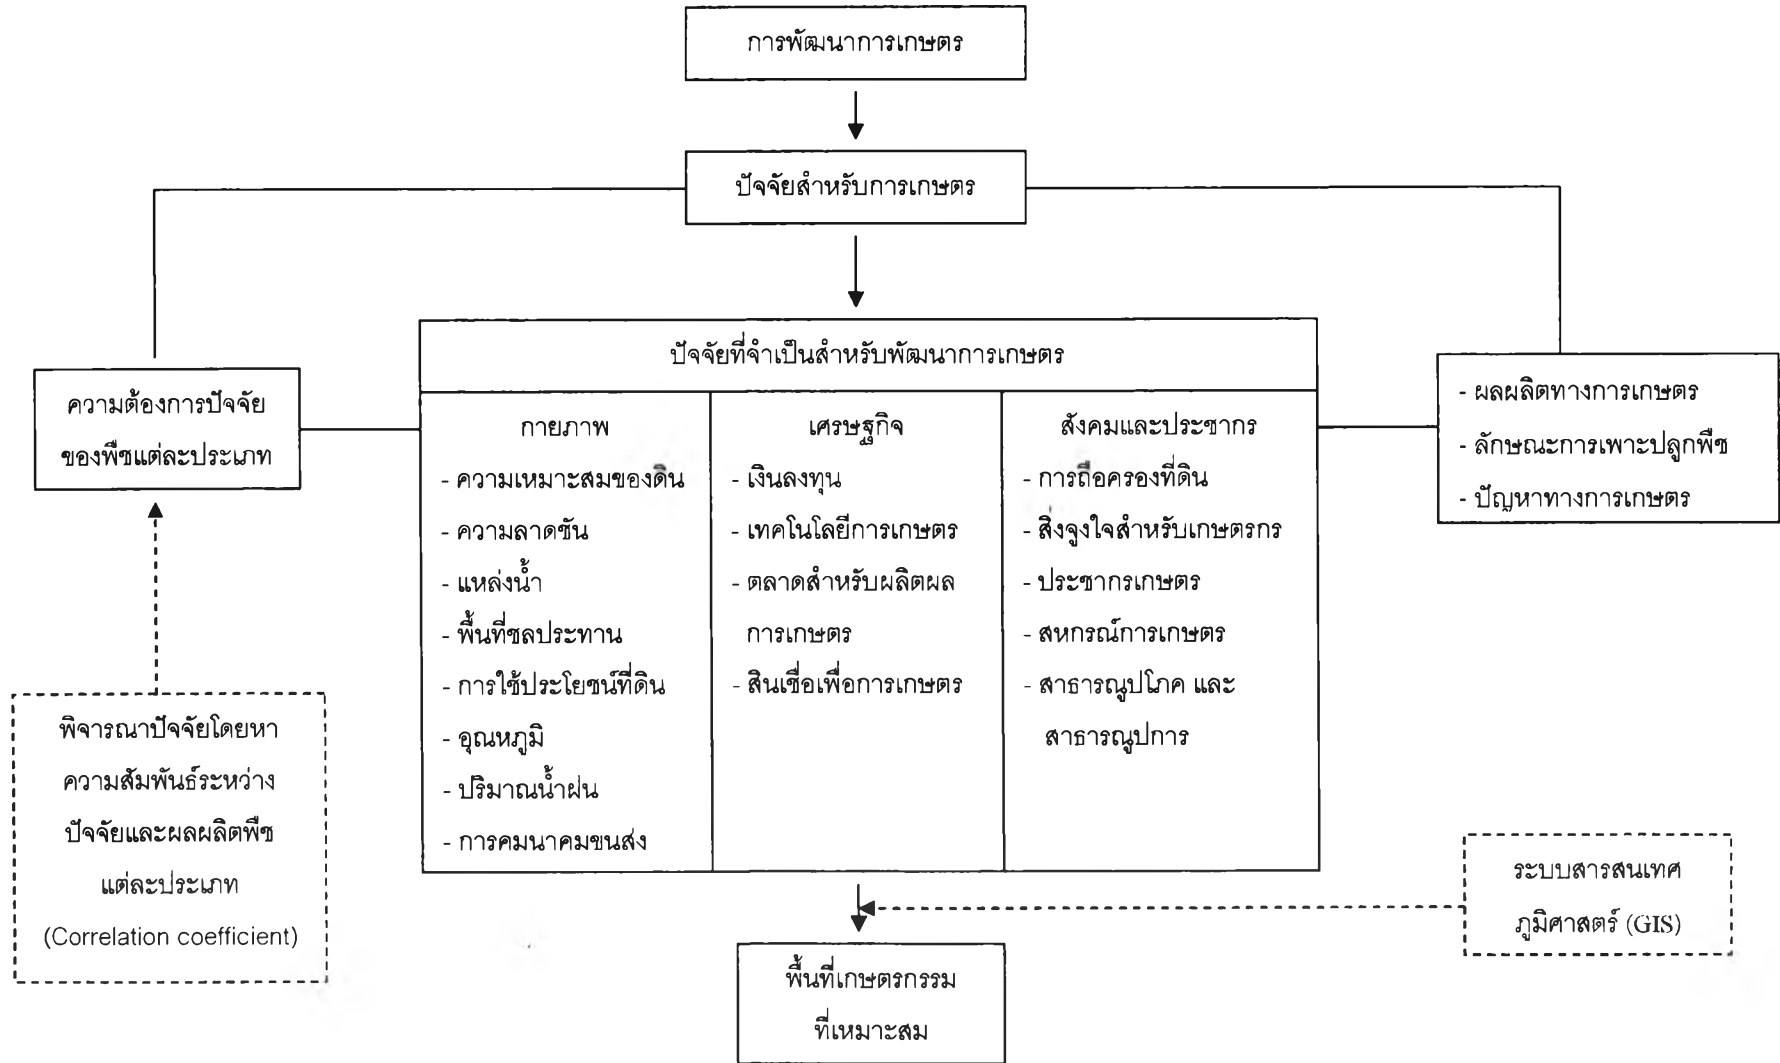 การพัฒนาการเกษตร
ปัจจัยสำหรับการเกษตร
ปัจจัยที่จำเป็นสำหรับพัฒนาการเกษตร
ความต้องการปัจจัย
ของพืชแต่ละประเภท
กายภาพ
- ความเหมาะสมของดิน
- ความลาดชัน
- แหล่งน้ำ
- พื้นที่ชลประทาน
- การใช้ประโยชน์ที่ดิน
- อุณหภูมิ
- ปริมาณน้ำฝน
- การคมนาคมขนส่ง
เศรษฐกิจ
- เงินลงทุน
- เทคโนโลยีการเกษตร
- ตลาดสำหรับผลิตผล
การเกษตร
- สินเชื่อเพื่อการเกษตร
สังคมและประชากร
- การถือครองที่ดิน
- สิ่งจูงใจสำหรับเกษตรกร
- ประชากรเกษตร
- สหกรณ์การเกษตร
- สาธารณูปโภค และ
สาธารณูปการ
- ผลผลิตทางการเกษตร
- ลักษณะการเพาะปลูกพืช
- ปัญหาทางการเกษตร
พิจารณาปัจจัยโดยหา
ความสัมพันธ์ระหว่าง
ปัจจัยและผลผลิตพืช
แต่ละประเภท
(Correlation coefficient)
ระบบสารสนเทศ
ภูมิศาสตร์ (GIS)
พื้นที่เกษตรกรรม
ที่เหมาะสม